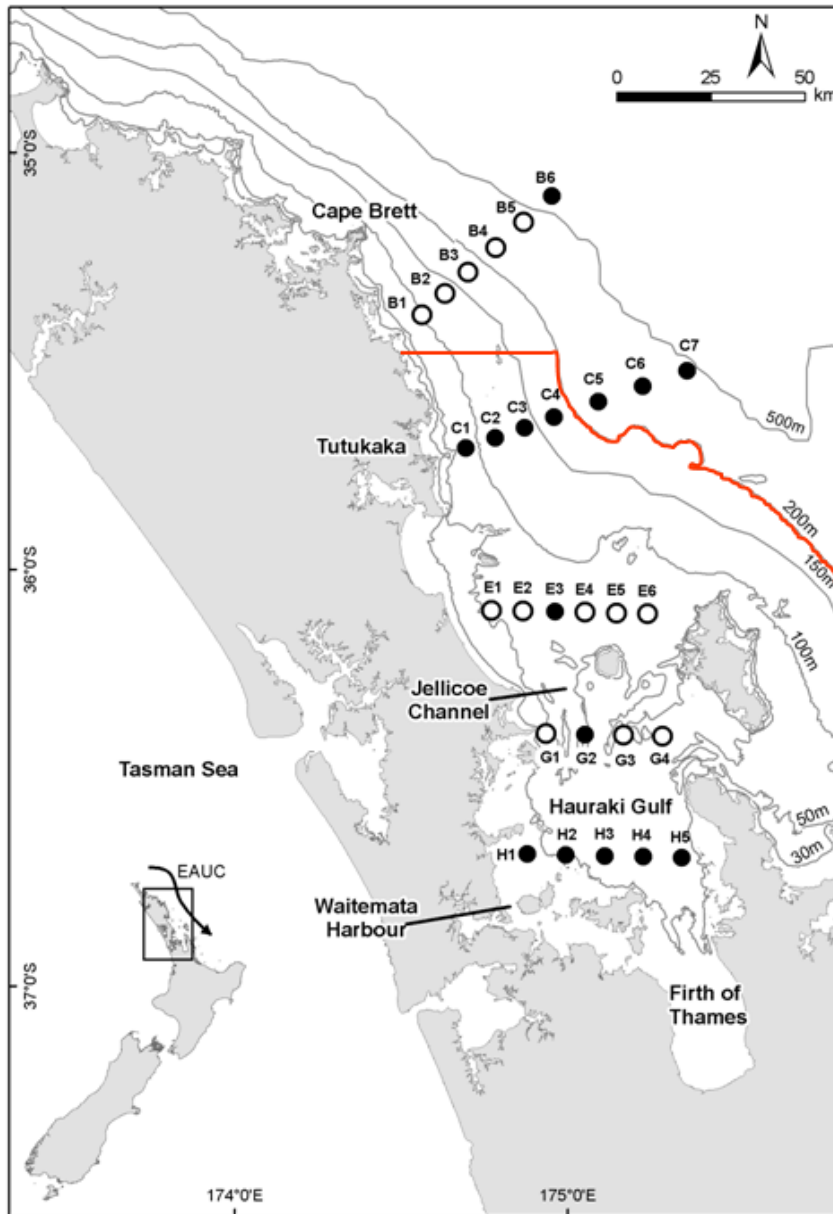 N
0 25 50
km
35°0'S
B6
B5
Cape Brett
B4
B3
B2
B1
C7
C6
C5
C4
500m
C3
C2
C1
Tutukaka
200m
150m
36°0'S
E1 E2 E3 E4 E5 E6
100m
Jellicoe
Channel
G1 G2 G3 G4
Tasman Sea
Hauraki Gulf
50m
30m
H1 H2 H3 H4 H5
EAUC
Waitemata
Harbour
37°0'S
Firth of
Thames
174°0'E 175°0'E